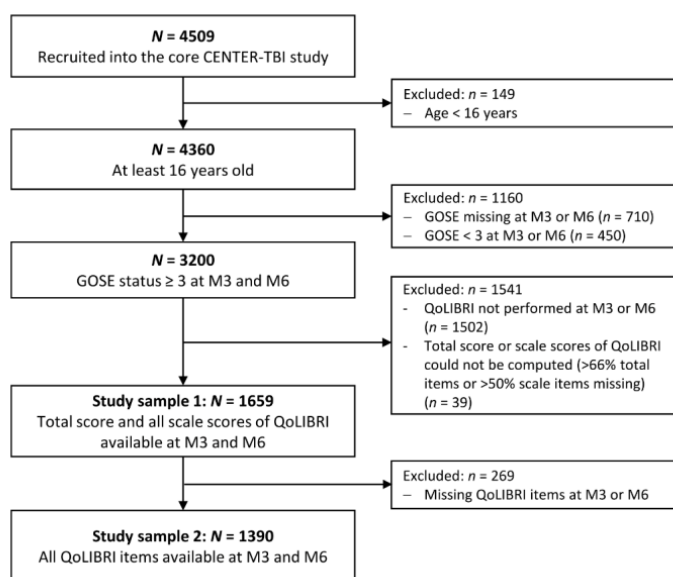 N = 4509
Recruited into the core CENTER-TBI study
Excluded: n = 149
− Age < 16 years
N = 4360
At least 16 years old
Excluded: n = 1160
− GOSE missing at M3 or M6 (n = 710)
− GOSE < 3 at M3 or M6 (n = 450)
N = 3200
GOSE status ≥ 3 at M3 and M6
Excluded: n = 1541
- QoLIBRI not performed at M3 or M6
(n = 1502)
- Total score or scale scores of QoLIBRI
could not be computed (>66% total
items or >50% scale items missing)
(n = 39)
Study sample 1: N = 1659
Total score and all scale scores of QoLIBRI
available at M3 and M6
Excluded: n = 269
− Missing QoLIBRI items at M3 or M6
Study sample 2: N = 1390
All QoLIBRI items available at M3 and M6